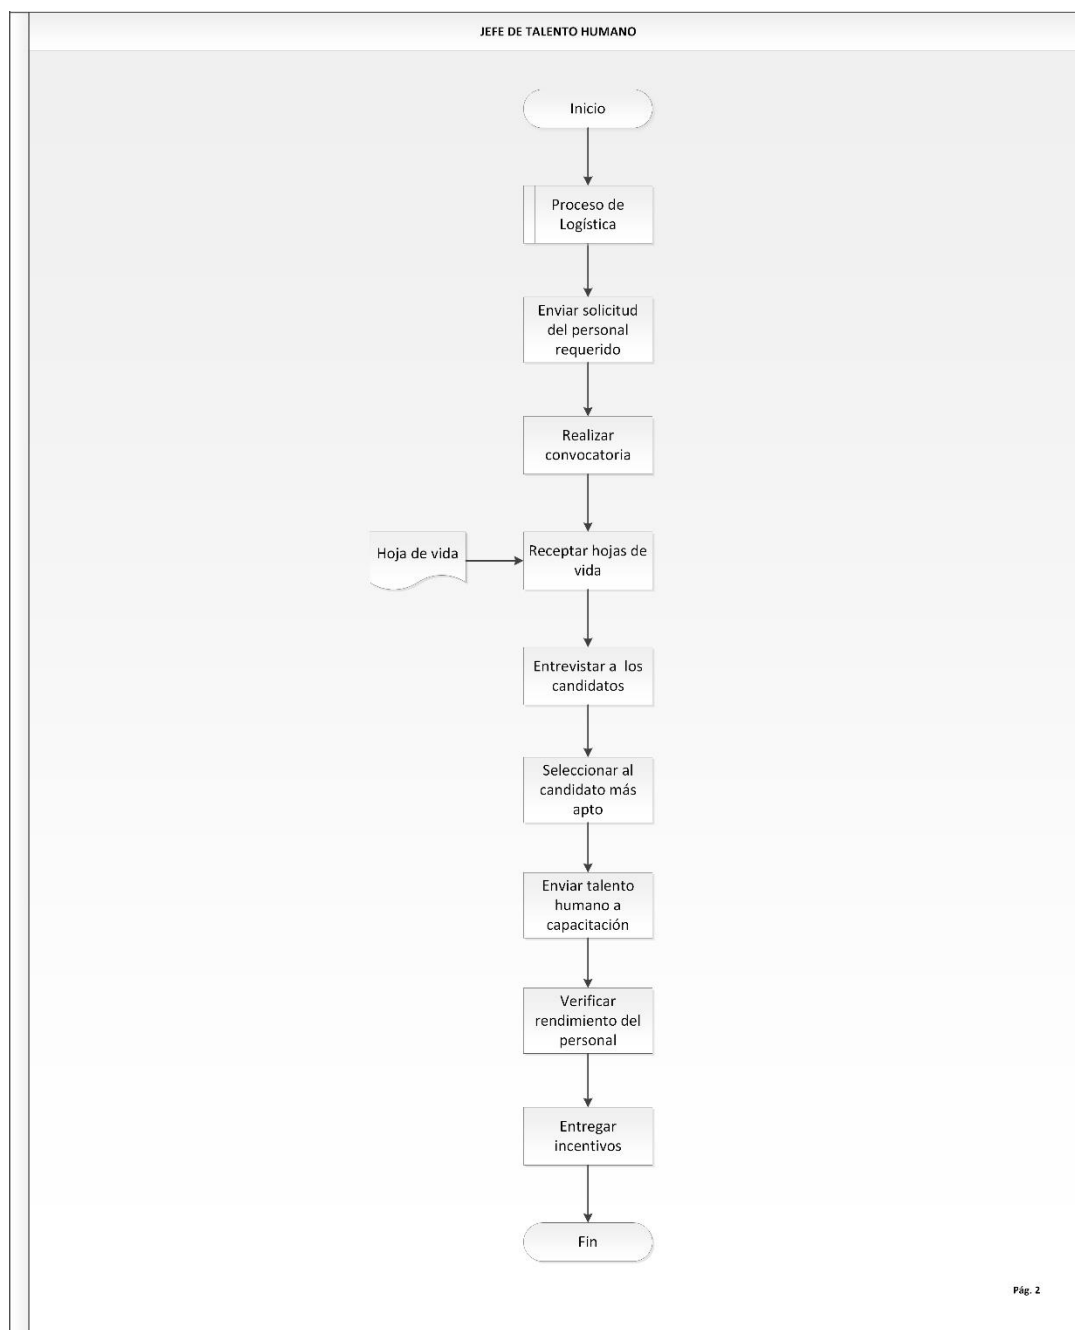 JEFE DE TALENTO HUMANO
Inicio
Proceso de
Logística
Enviar solicitud
del personal
requerido
Realizar
convocatoria
Hoja de vida
Receptar hojas de
vida
Entrevistar a los
candidatos
Seleccionar al
candidato más
apto
Enviar talento
humano a
capacitación
Verificar
rendimiento del
personal
Entregar
incentivos
Fin
Pág. 2